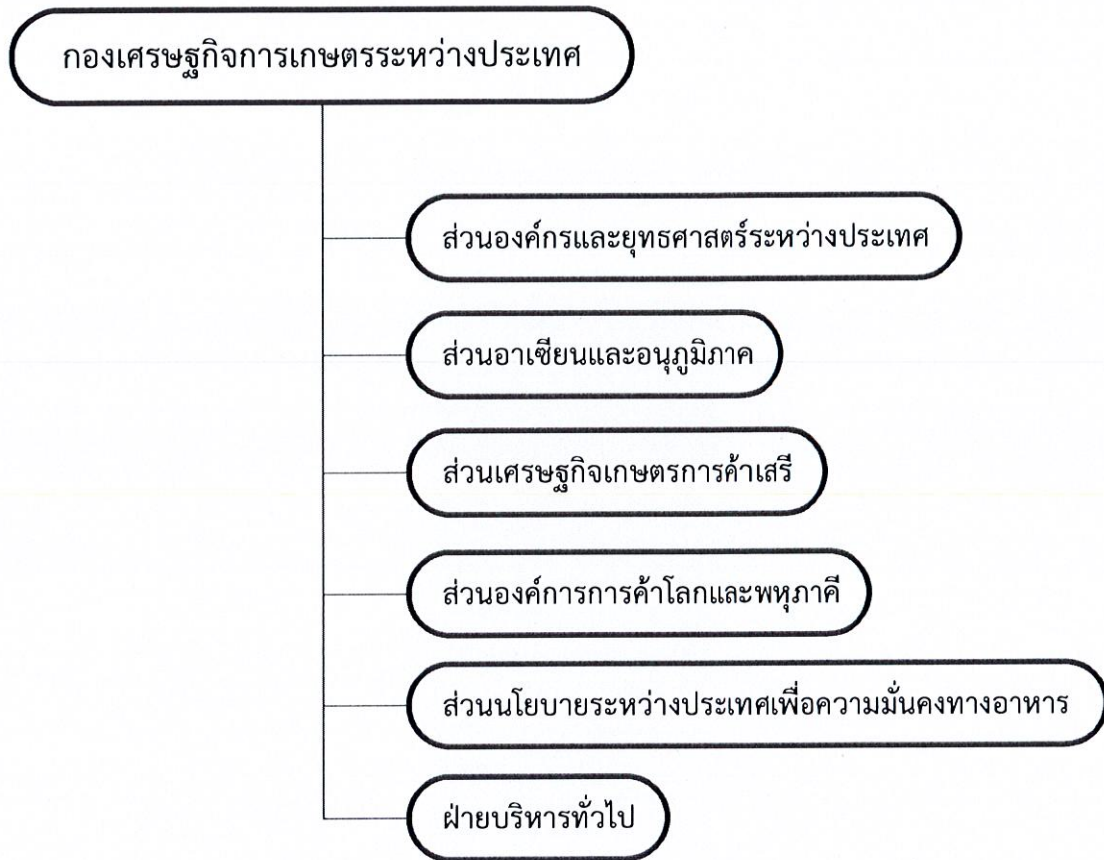 กองเศรษฐกิจการเกษตรระหว่างประเทศ
ส่วนองค์กรและยุทธศาสตร์ระหว่างประเทศ
ส่วนอาเซียนและอนุภูมิภาค
ส่วนเศรษฐกิจเกษตรการค้าเสรี
ส่วนองค์การการค้าโลกและพหุภาคี
ส่วนนโยบายระหว่างประเทศเพื่อความมั่นคงทางอาหาร
ฝ่ายบริหารทั่วไป